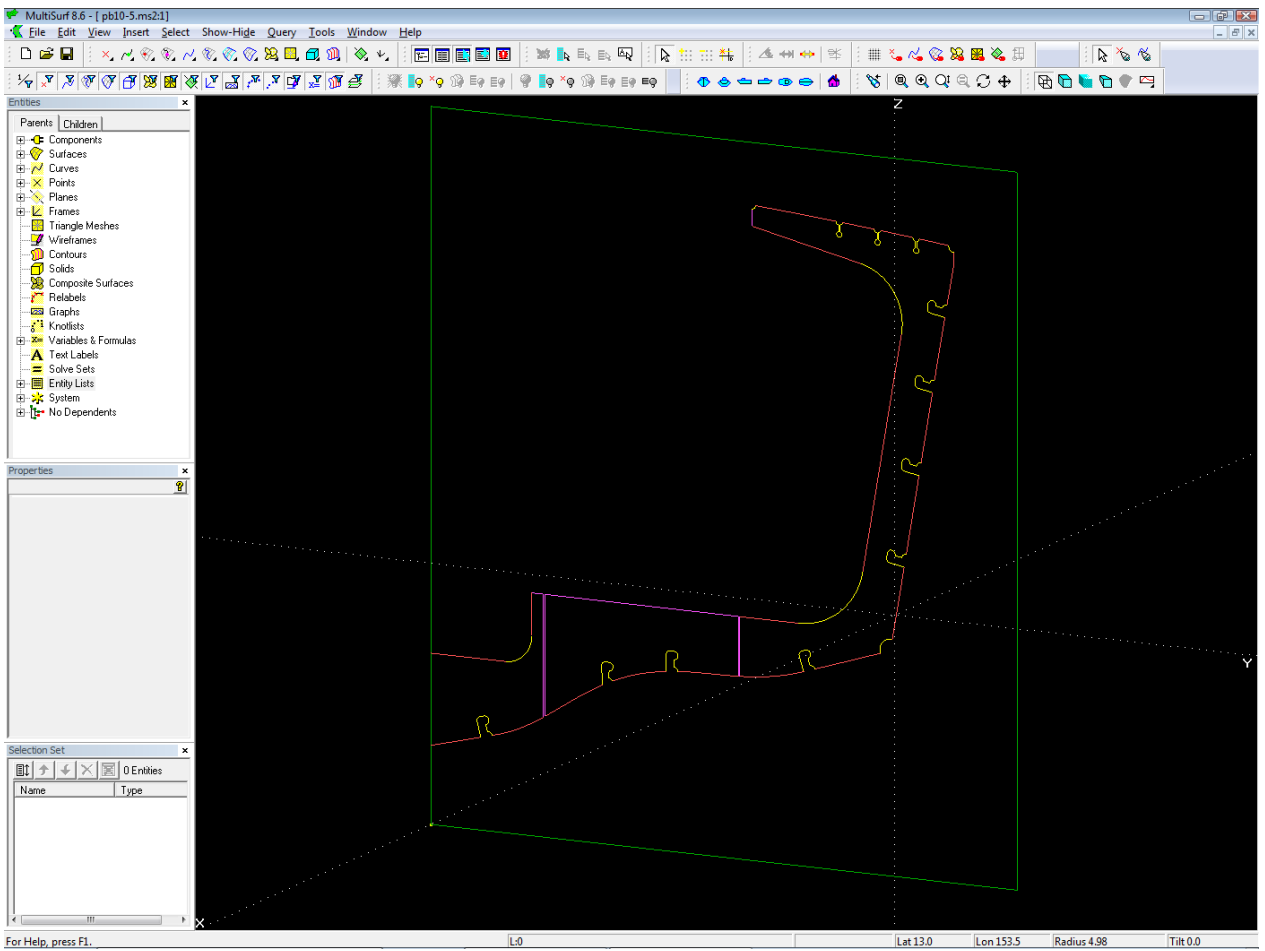 MultiSurf 8.6 - [ pb10-5.ms2:1]
File Edit View Insert Select Show-Hide Query Tools Window Help
Entities
Parents Children
Components
Surfaces
Curves
Points
Planes
Frames
Triangle Meshes
Wireframes
Contours
Solids
Composite Surfaces
Relabels
Graphs
Knotlists
Variables & Formulas
Text Labels
Solve Sets
Entity Lists
System
No Dependents
Properties
Selection Set
0 Entities
Name Type
Z
Y
X
For Help, press F1. L:0 Lat 13.0 Lon 153.5 Radius 4.98 Tilt 0.0